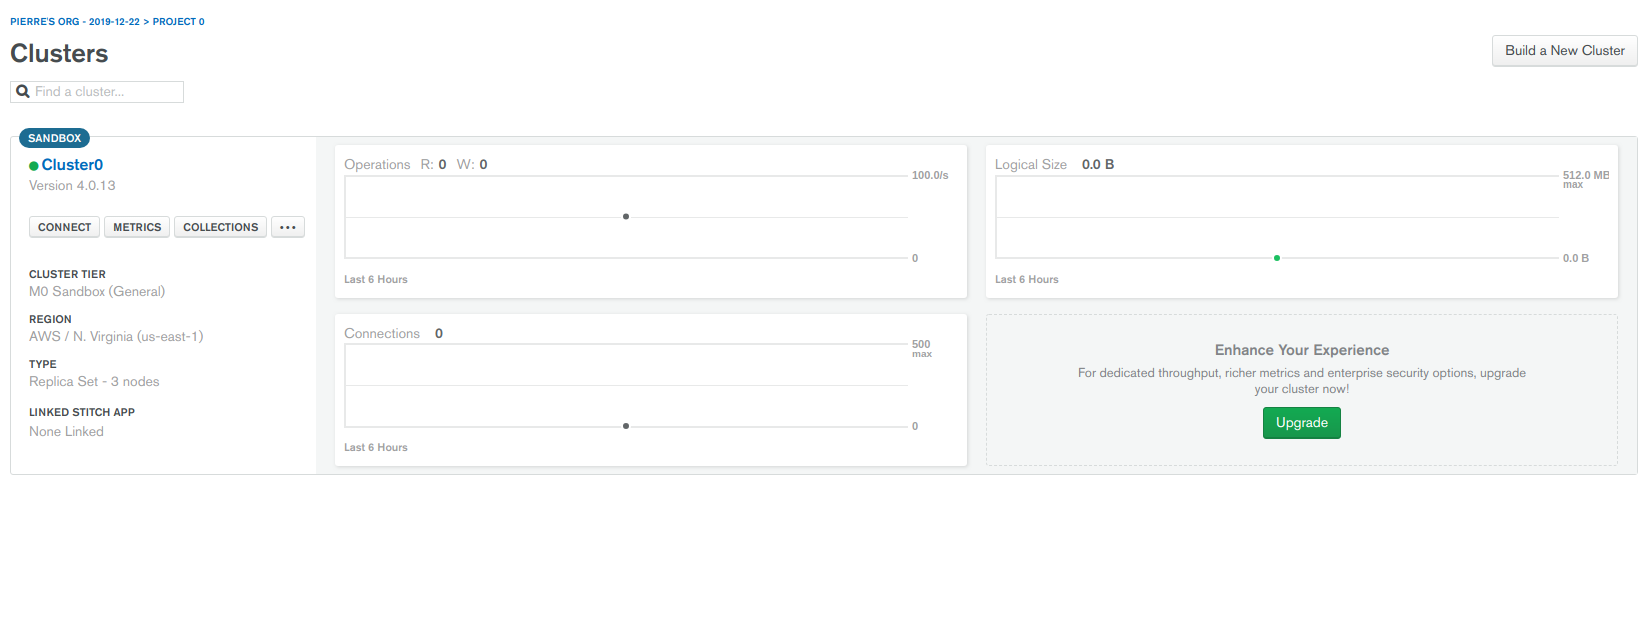 PIERRE'S ORG - 2019-12-22 > PROJECT 0
Clusters
Build a New Cluster
Find a cluster...
SANDBOX
Cluster0
Version 4.0.13
CONNECT METRICS COLLECTIONS ...
CLUSTER TIER
M0 Sandbox (General)
REGION
AWS / N. Virginia (us-east-1)
TYPE
Replica Set - 3 nodes
LINKED STITCH APP
None Linked
Operations R: 0 W: 0
100.0/s
0
Last 6 Hours
Logical Size 0.0 B
512.0 MB
max
0.0 B
Last 6 Hours
Connections 0
500
max
0
Last 6 Hours
Enhance Your Experience
For dedicated throughput, richer metrics and enterprise security options, upgrade
your cluster now!
Upgrade